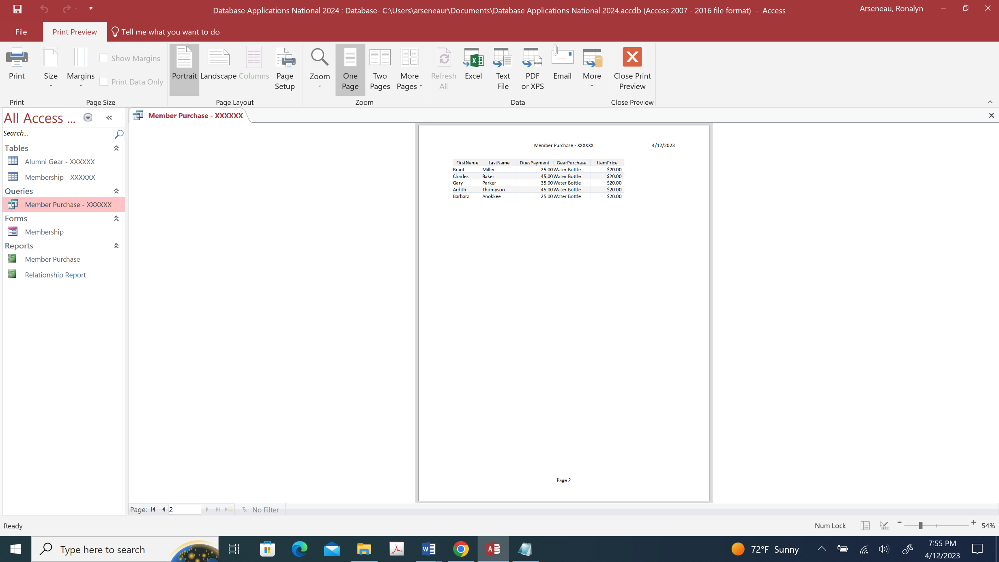 Database Applications National 2024 : Database- C:\Users\arseneaur\Documents\Database Applications National 2024.accdb (Access 2007 - 2016 file format)  -  Access
Arseneau, Ronalyn
File
Print Preview
Tell me what you want to do
Print
Size
Margins
Show Margins
Print Data Only
Portrait
Landscape
Columns
Page Setup
Zoom
One Page
Two Pages
More Pages
Refresh All
Excel
Text File
PDF or XPS
Email
More
Close Print Preview
Print
Page Size
Page Layout
Zoom
Data
Close Preview
All Access ...
Search...
Tables
Alumni Gear - XXXXXX
Membership - XXXXXX
Queries
Member Purchase - XXXXXX
Forms
Membership
Reports
Member Purchase
Relationship Report
Member Purchase - XXXXXX
Member Purchase - XXXXXX 4/12/2023
FirstName LastName DuesPayment GearPurchase ItemPrice
Brant Miller 25.00 Water Bottle $20.00
Charles Baker 45.00 Water Bottle $20.00
Gary Parker 35.00 Water Bottle $20.00
Ardith Thompson 45.00 Water Bottle $20.00
Barbara Anokkee 25.00 Water Bottle $20.00
Page 2
Page: 2 No Filter
Ready
Num Lock
54%
Type here to search
72°F Sunny
7:55 PM
4/12/2023